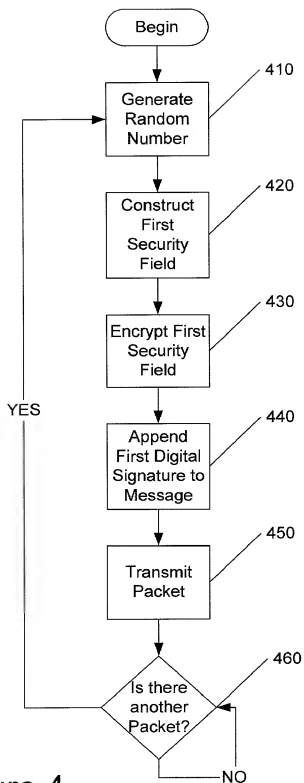 Begin
410
Generate
Random
Number
420
Construct
First
Security
Field
430
Encrypt First
Security
Field
YES
440
Append
First Digital
Signature to
Message
450
Transmit
Packet
460
Is there
another
Packet?
NO